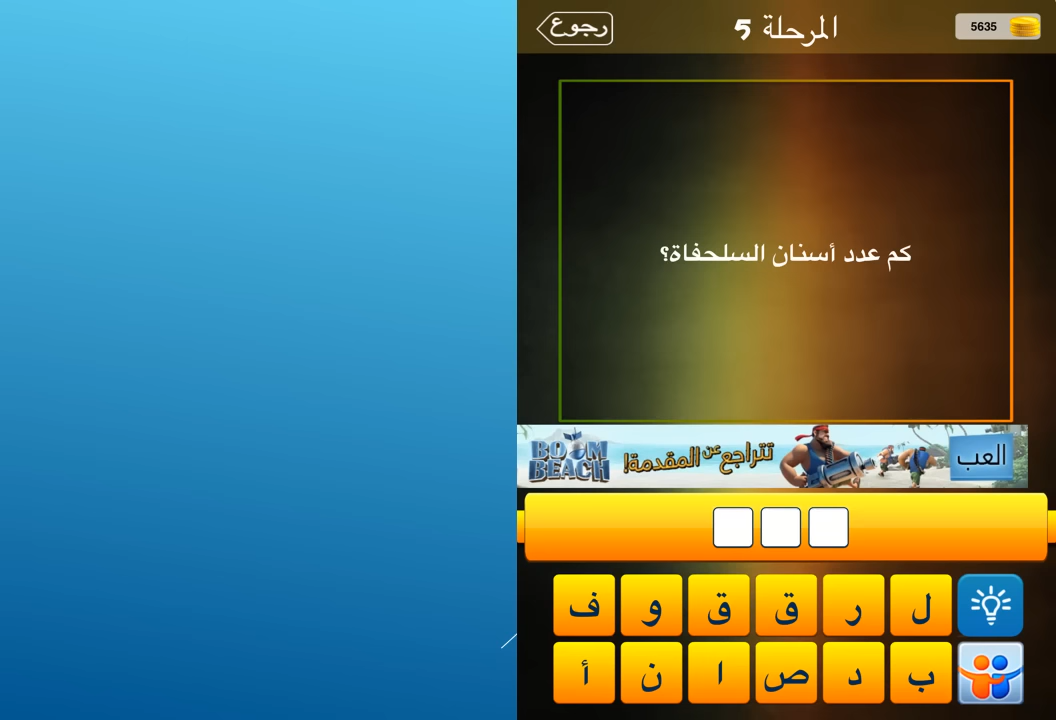 رجوع
المرحلة 5
5635
كم عدد أسنان السلحفاة؟
BOOM BEACH
تتراجع عن المقدمة!
العب
ل ر ق ق و ف
ب د ص ا ن أ